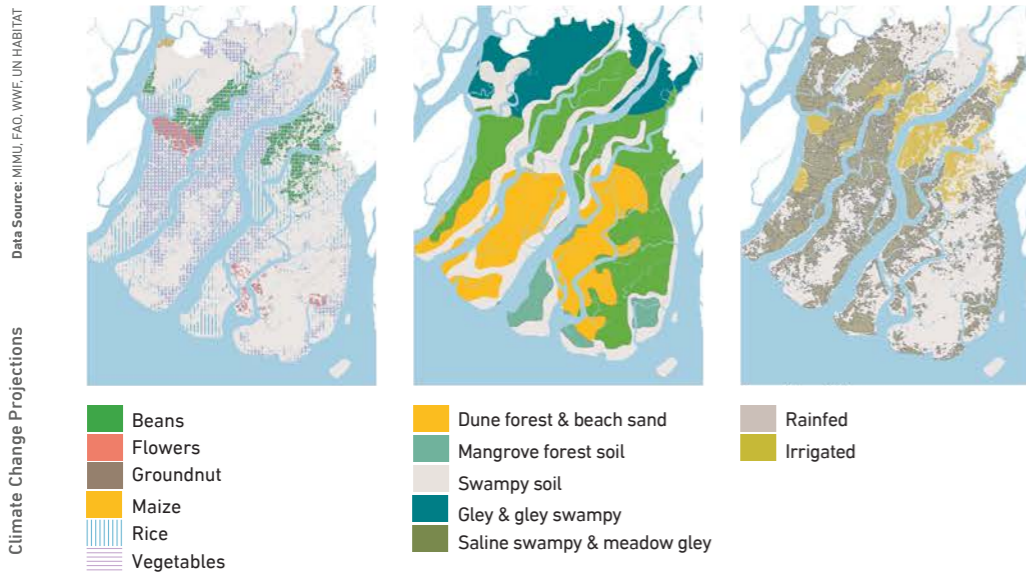 Data Source: MIMU, FAO, WWF, UN HABITAT
Climate Change Projections
Beans
Flowers
Groundnut
Maize
Rice
Vegetables
Dune forest & beach sand
Mangrove forest soil
Swampy soil
Gley & gley swampy
Saline swampy & meadow gley
Rainfed
Irrigated